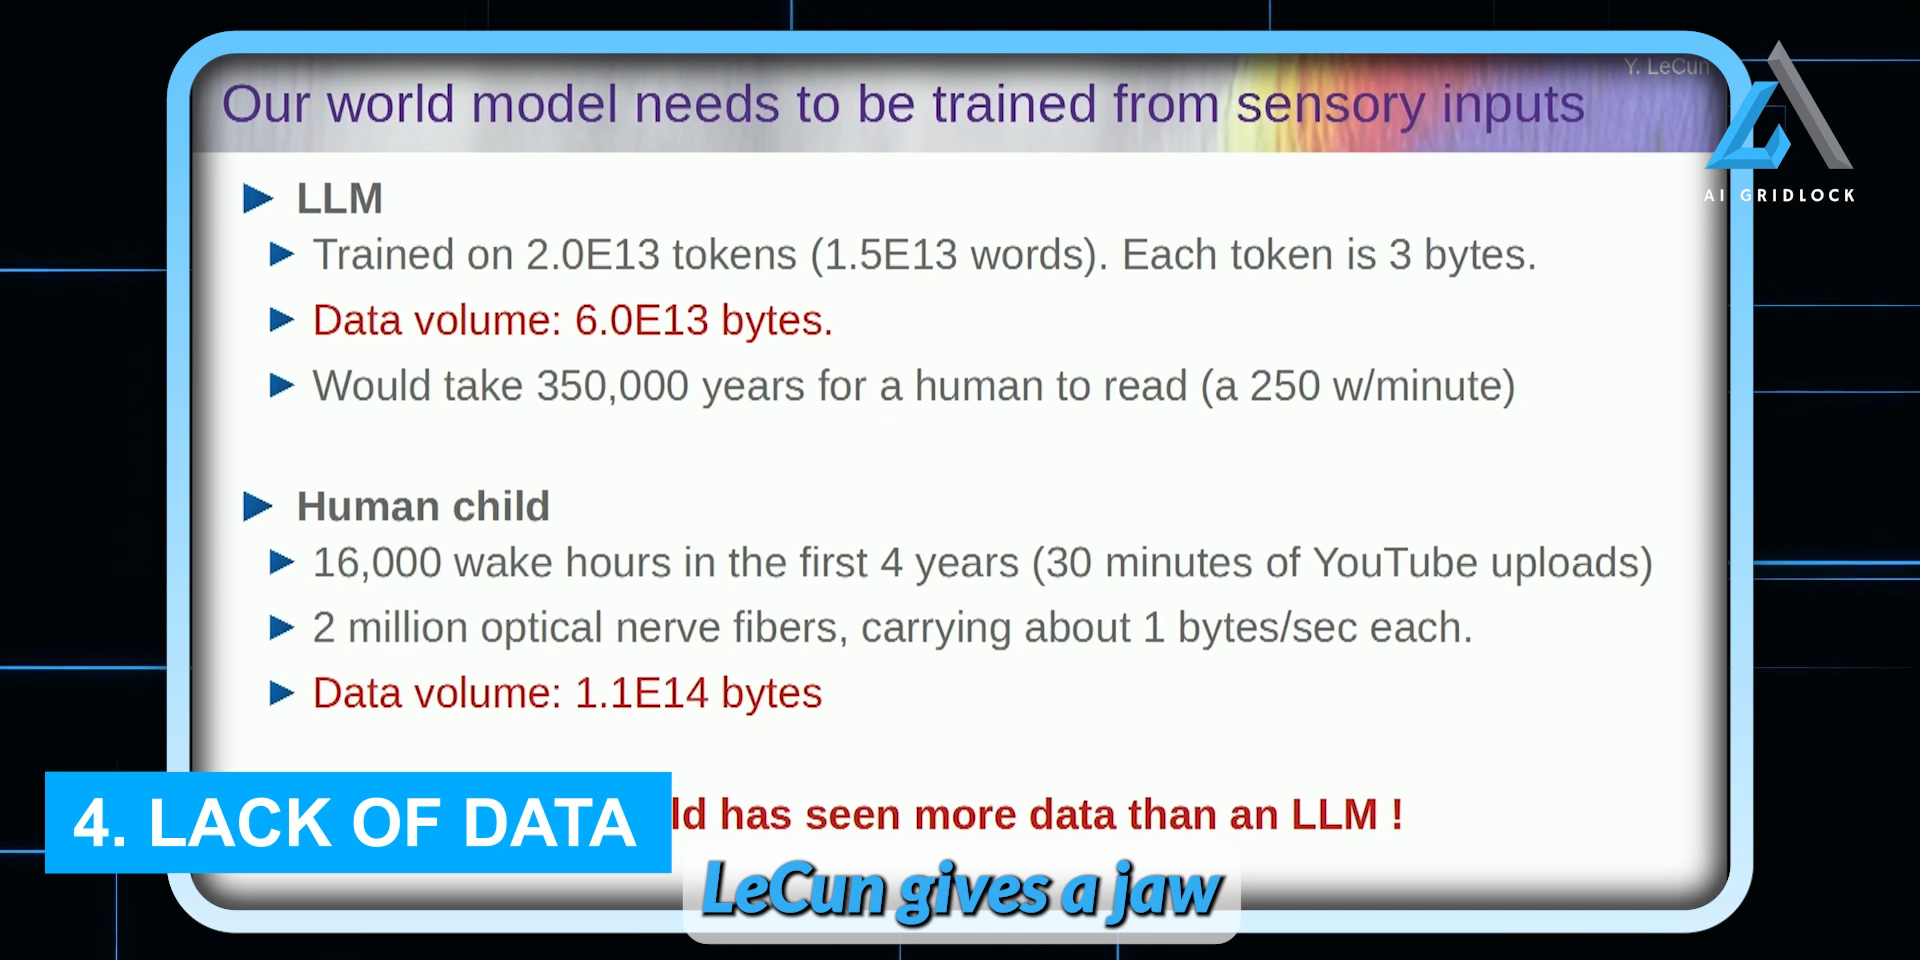 Y. LeCun
Our world model needs to be trained from sensory inputs
AI GRIDLOCK
LLM
Trained on 2.0E13 tokens (1.5E13 words). Each token is 3 bytes.
Data volume: 6.0E13 bytes.
Would take 350,000 years for a human to read (a 250 w/minute)
Human child
16,000 wake hours in the first 4 years (30 minutes of YouTube uploads)
2 million optical nerve fibers, carrying about 1 bytes/sec each.
Data volume: 1.1E14 bytes
4. LACK OF DATA
has seen more data than an LLM !
LeCun gives a jaw